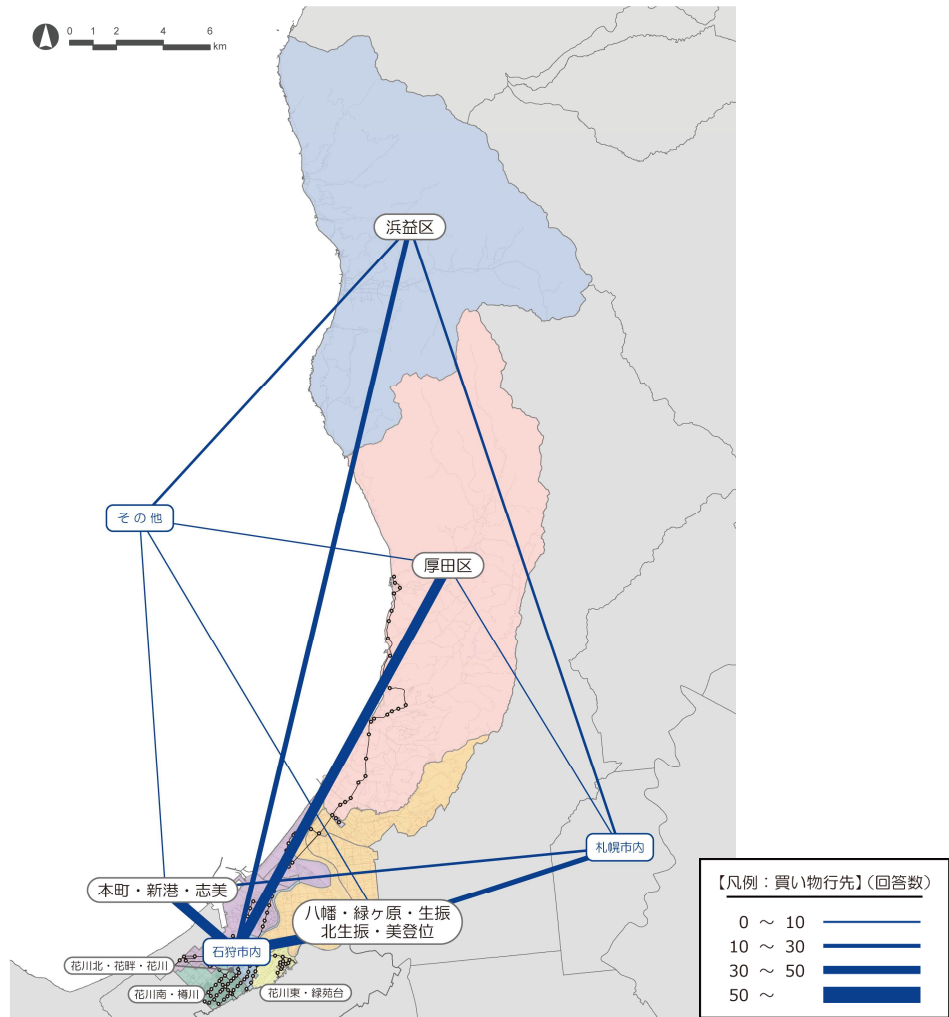 0 1 2 4 6
km
浜益区
その他
厚田区
札幌市内
本町・新港・志美
八幡・緑ヶ原・生振
北生振・美登位
石狩市内
花川北・花畔・花川
花川南・樽川
花川東・緑苑台
【凡例:買い物行先】(回答数)
0 ～ 10
10 ～ 30
30 ～ 50
50 ～